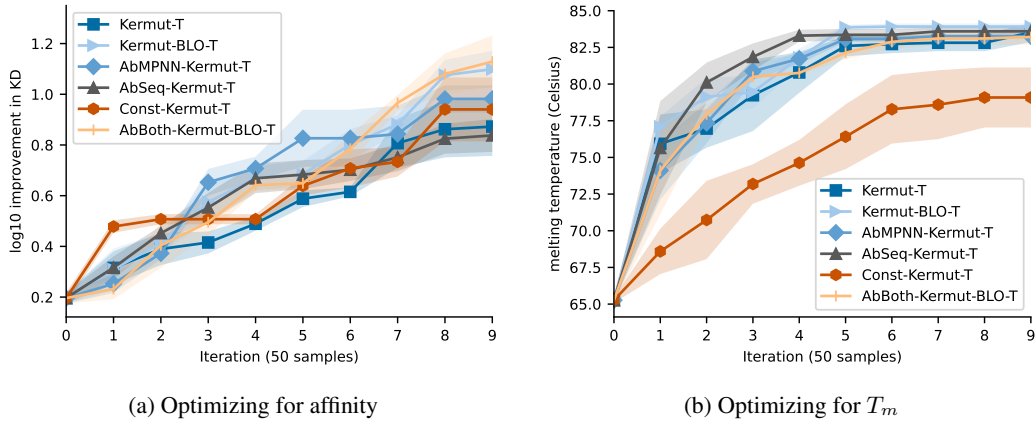 1.2
1.0
0.8
0.6
0.4
0.2
log10 improvement in KD
Kermut-T
Kermut-BLO-T
AbMPNN-Kermut-T
AbSeq-Kermut-T
Const-Kermut-T
AbBoth-Kermut-BLO-T
0 1 2 3 4 5 6 7 8 9
Iteration (50 samples)
(a) Optimizing for affinity
85.0
82.5
80.0
77.5
75.0
72.5
70.0
67.5
65.0
melting temperature (Celsius)
Kermut-T
Kermut-BLO-T
AbMPNN-Kermut-T
AbSeq-Kermut-T
Const-Kermut-T
AbBoth-Kermut-BLO-T
0 1 2 3 4 5 6 7 8 9
Iteration (50 samples)
(b) Optimizing for Tm